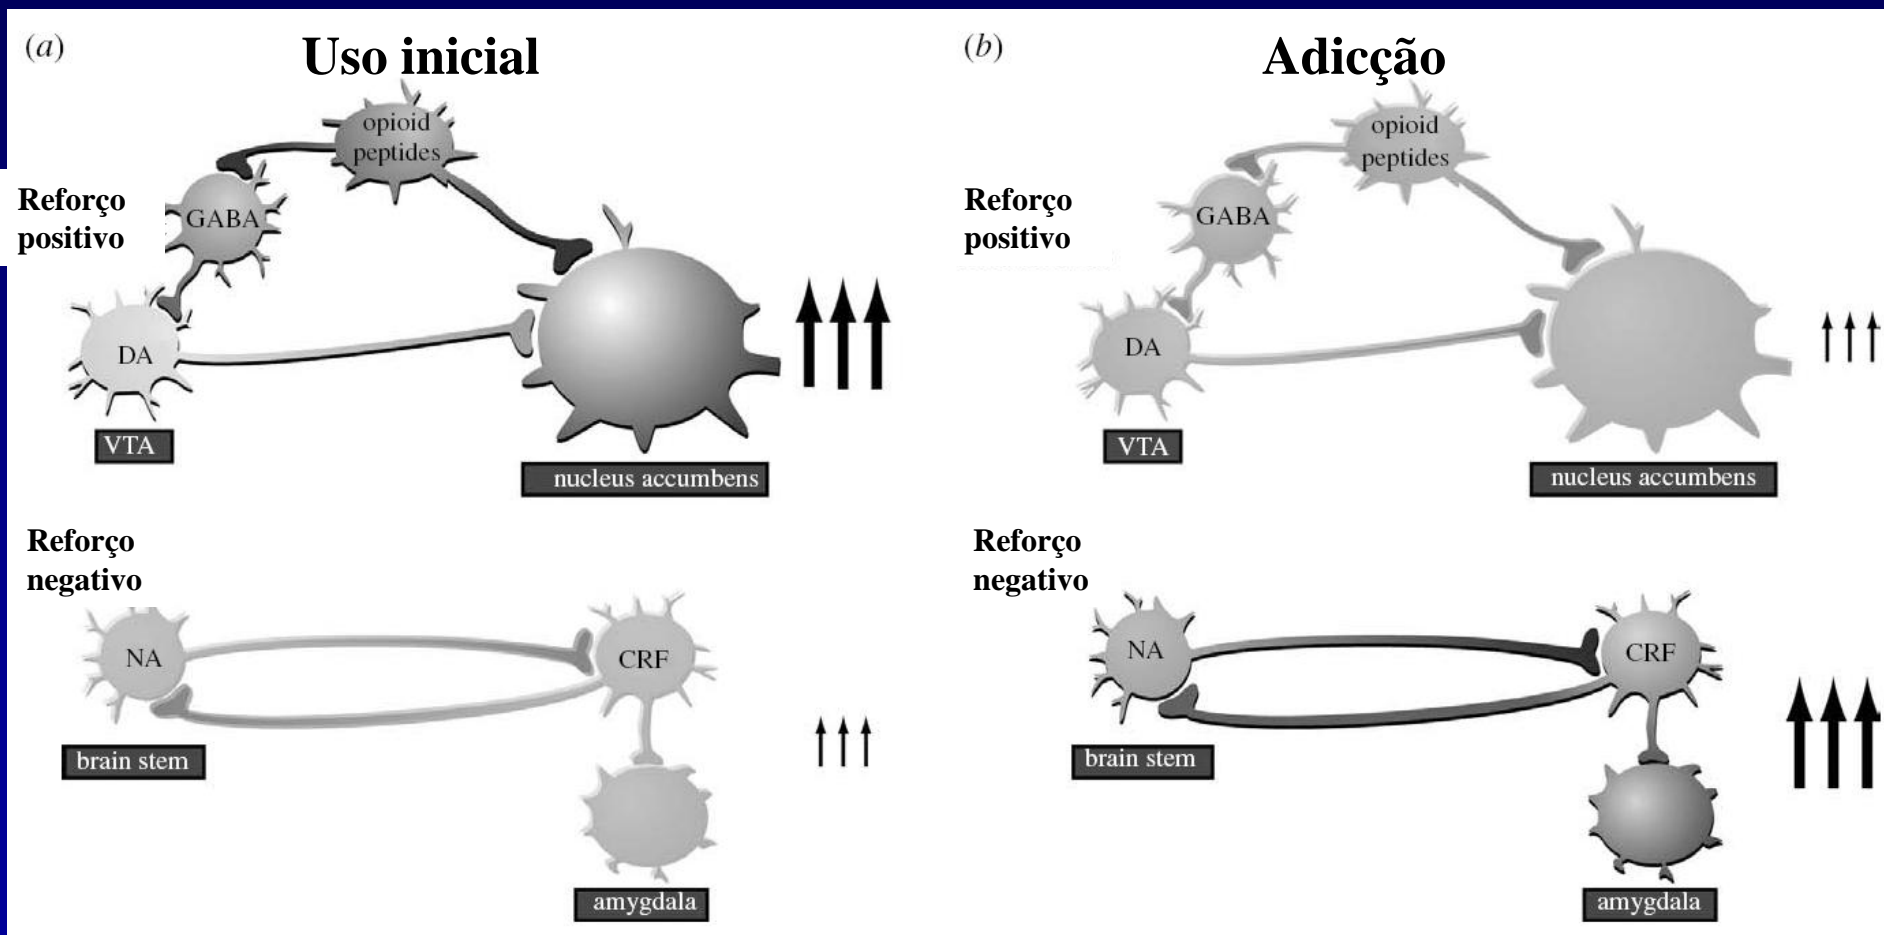 (a)
Uso inicial
opioid
peptides
Reforço
positivo
GABA
DA
VTA
nucleus accumbens
Reforço
negativo
NA
CRF
brain stem
amygdala
(b)
Adicção
opioid
peptides
Reforço
positivo
GABA
DA
VTA
nucleus accumbens
Reforço
negativo
NA
CRF
brain stem
amygdala